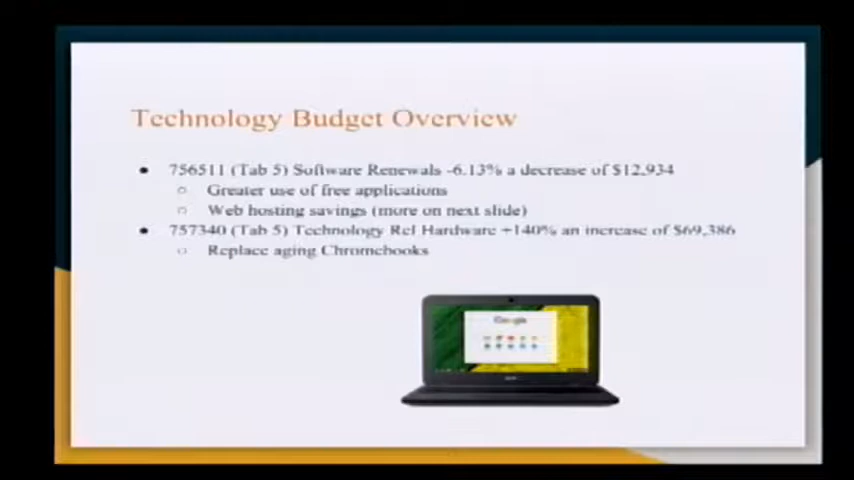 Technology Budget Overview
756511 (Tab 5) Software Renewals -6.13% a decrease of $12,934
Greater use of free applications
Web hosting savings (more on next slide)
757340 (Tab 5) Technology Rel Hardware +140% an increase of $69,386
Replace aging Chromebooks
Google